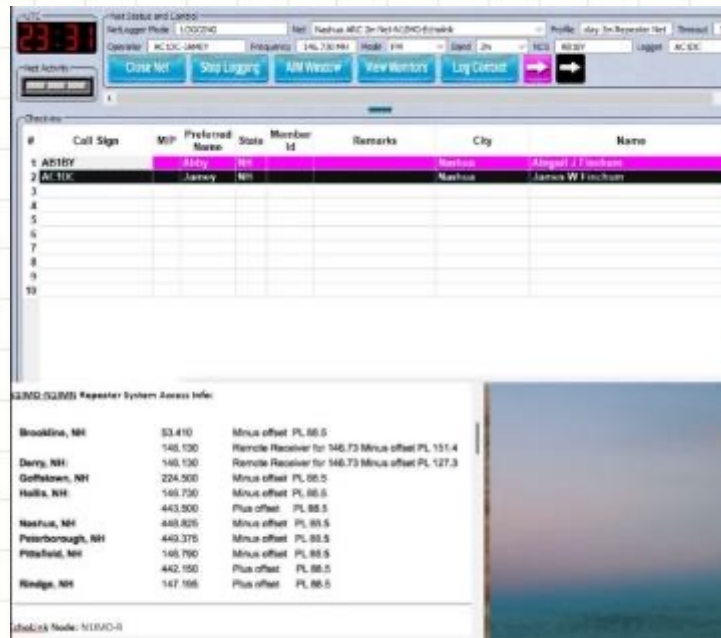 UTC
Net Status and Control
23:31
NetLogger Mode LOGGING Net Nashua ARC 2m Net-N1IMO-Echolink Profile Timeout
Operator AC1DC-JAMEY Frequency 146.730 MHz Mode FM Band 2m NCS AB1BY Logger AC1DC
Net Activity
Close Net Stop Logging AIM Window View Monitors Log Contact
Check-ins
# Call Sign Preferred Name State Member Id Remarks City Name
1 AB1BY Abby NH Nashua Abigail J Fincham
2 AC1DC Jamey NH Nashua James W Fincham
3
4
5
6
7
8
9
10
N1IMO-N1IMN Repeater System Access Info:
Brookline, NH 53.410 Minus offset PL 88.5
146.130 Remote Receiver for 146.73 Minus offset PL 151.4
Derry, NH: 146.130 Remote Receiver for 146.73 Minus offset PL 127.3
Goffstown, NH 224.500 Minus offset PL 88.5
Hollis, NH: 146.730 Minus offset PL 88.5
443.500 Plus offset PL 88.5
Nashua, NH 448.825 Minus offset PL 88.5
Peterborough, NH 449.375 Minus offset PL 88.5
Pittsfield, NH 146.790 Minus offset PL 88.5
442.150 Plus offset PL 88.5
Rindge, NH 147.195 Plus offset PL 88.5
EchoLink Node: N1IMO-R